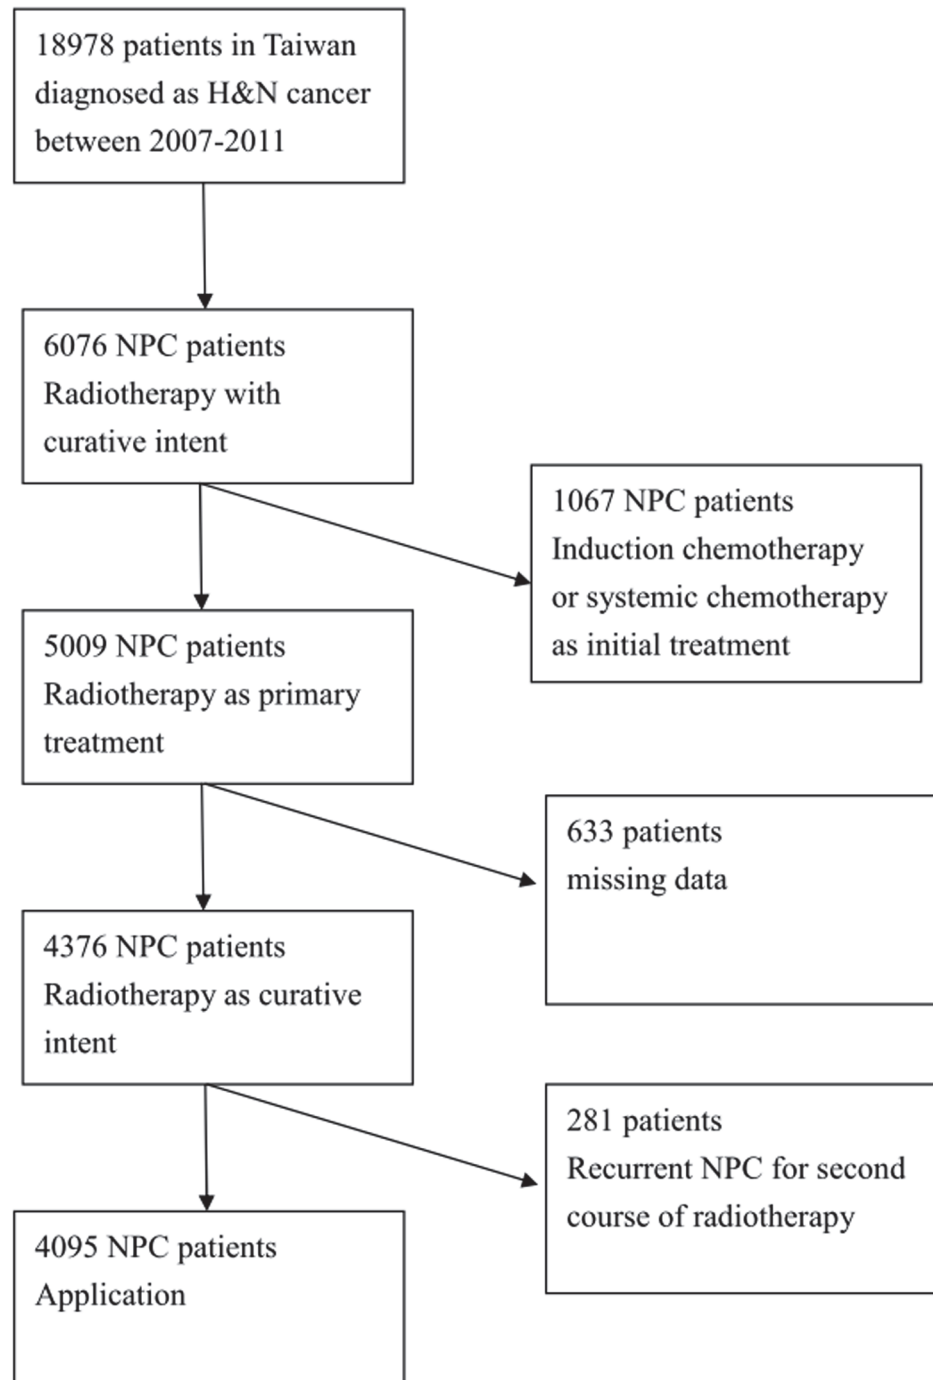 18978 patients in Taiwan
diagnosed as H&N cancer
between 2007-2011
6076 NPC patients
Radiotherapy with
curative intent
1067 NPC patients
Induction chemotherapy
or systemic chemotherapy
as initial treatment
5009 NPC patients
Radiotherapy as primary
treatment
633 patients
missing data
4376 NPC patients
Radiotherapy as curative
intent
281 patients
Recurrent NPC for second
course of radiotherapy
4095 NPC patients
Application